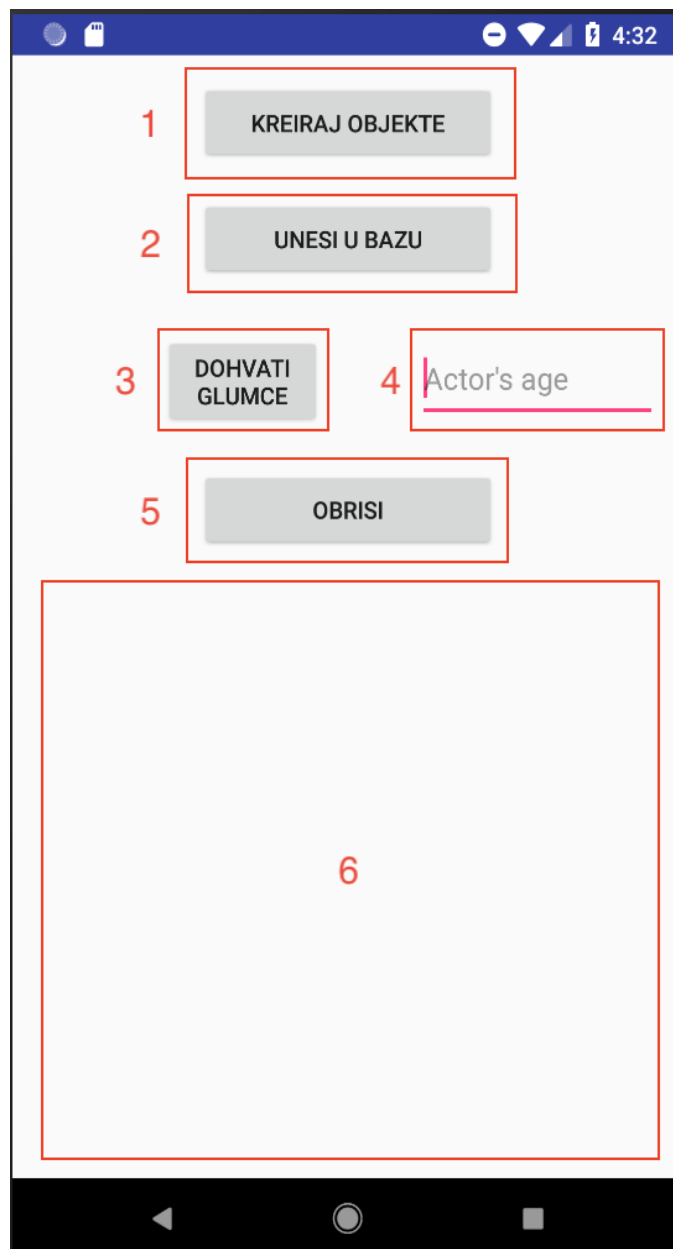 4:32
1
KREIRAJ OBJEKTE
2
UNESI U BAZU
3
DOHVATI
GLUMCE
4
Actor's age
5
OBRISI
6